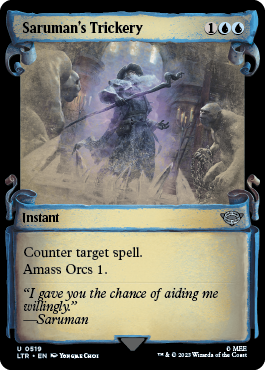 Saruman's Trickery 1
Instant
Counter target spell.
Amass Orcs 1.
"I gave you the chance of aiding me
willingly."
—Saruman
U 0519
LTR • EN YONGJAE CHOI
© MEE
™ & © 2023 Wizards of the Coast